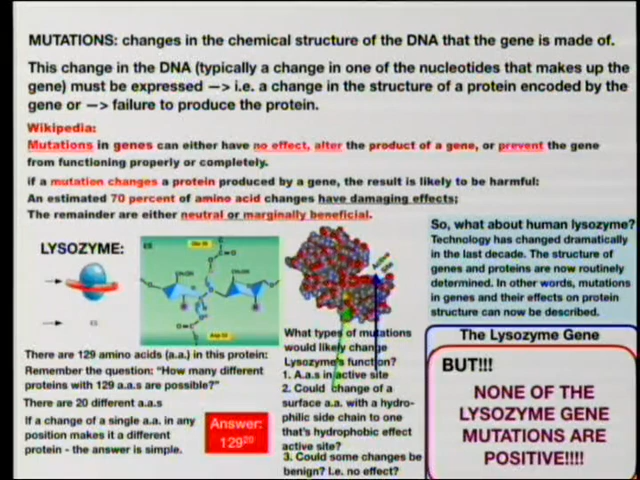 MUTATIONS: changes in the chemical structure of the DNA that the gene is made of.
This change in the DNA (typically a change in one of the nucleotides that makes up the
gene) must be expressed —> i.e. a change in the structure of a protein encoded by the
gene or —> failure to produce the protein.
Wikipedia:
Mutations in genes can either have no effect, alter the product of a gene, or prevent the gene
from functioning properly or completely.
if a mutation changes a protein produced by a gene, the result is likely to be harmful:
An estimated 70 percent of amino acid changes have damaging effects;
The remainder are either neutral or marginally beneficial.
LYSOZYME:
ES
Glu 35
CH₂OH
CH₂OH
Asp 52
ES
There are 129 amino acids (a.a.) in this protein:
Remember the question: "How many different
proteins with 129 a.a.s are possible?"
There are 20 different a.a.s
If a change of a single a.a. in any
position makes it a different
protein - the answer is simple.
Answer:
129²⁰
Active
Site
What types of mutations
would likely change
Lysozyme's function?
1. A.a.s in active site
2. Could change of a
surface a.a. with a hydro-
philic side chain to one
that's hydrophobic effect
active site?
3. Could some changes be
benign? I.e. no effect?
So, what about human lysozyme?
Technology has changed dramatically
in the last decade. The structure of
genes and proteins are now routinely
determined. In other words, mutations
in genes and their effects on protein
structure can now be described.
The Lysozyme Gene
BUT!!!
NONE OF THE
LYSOZYME GENE
MUTATIONS ARE
POSITIVE!!!!